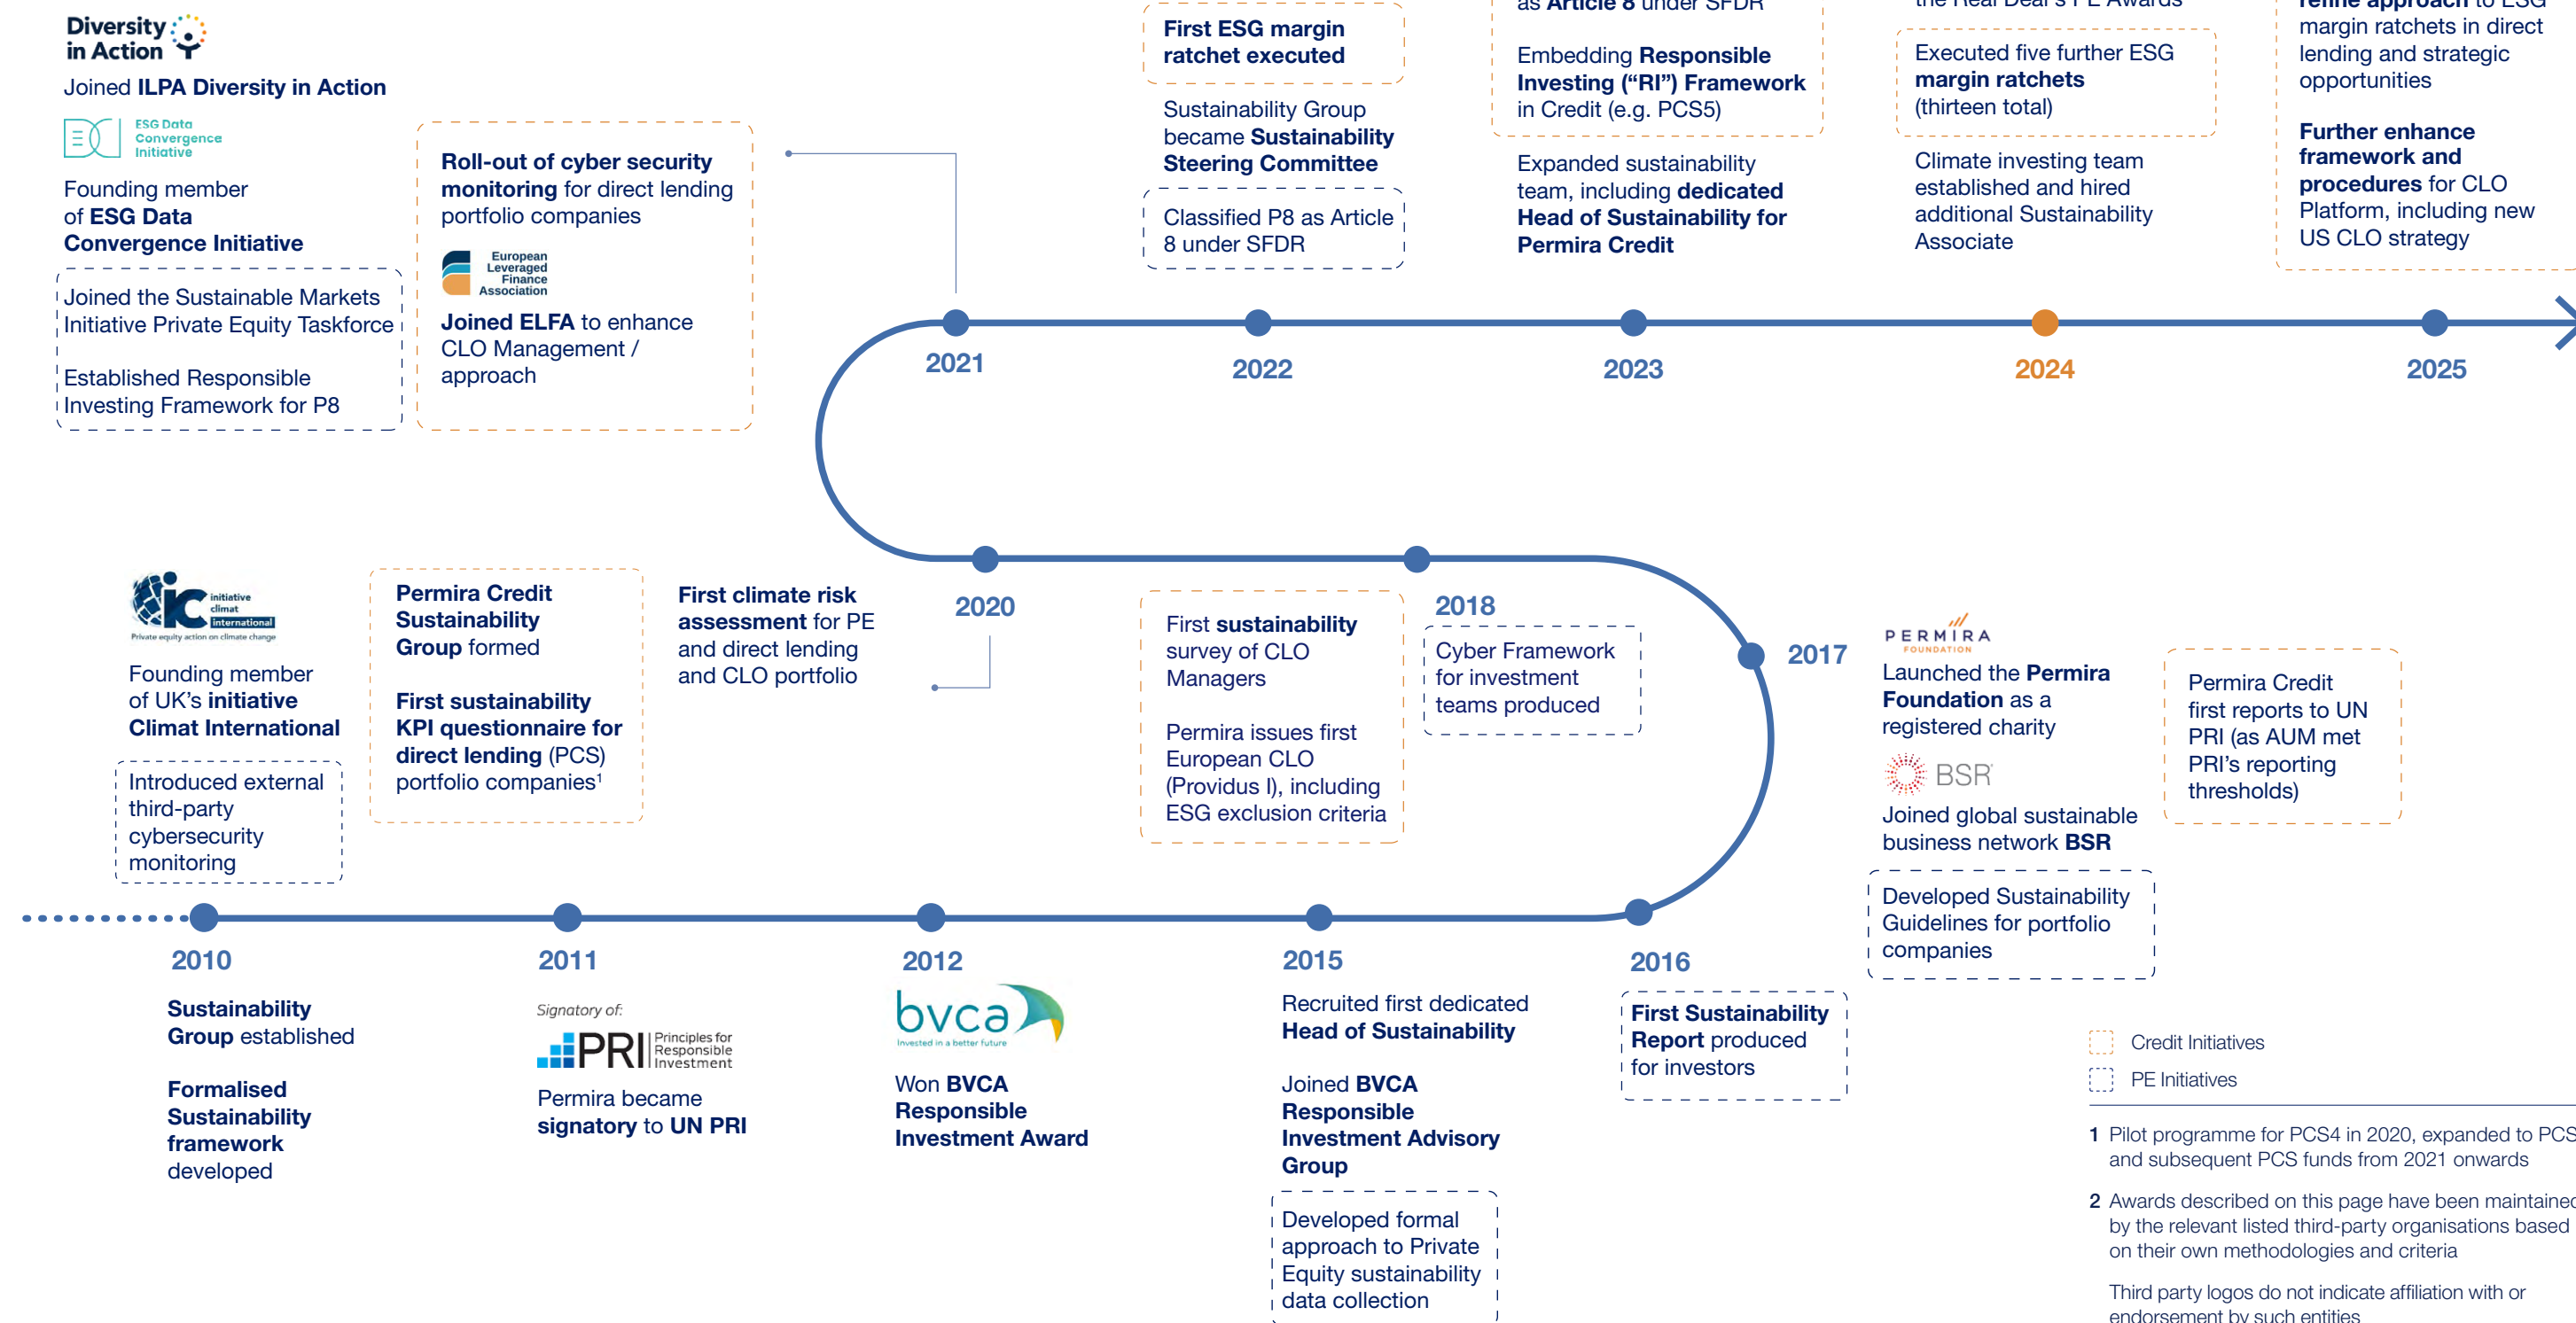 Diversity
in Action
Joined ILPA Diversity in Action
ESG Data
Convergence
Initiative
Founding member
of ESG Data
Convergence Initiative
Joined the Sustainable Markets
Initiative Private Equity Taskforce
Established Responsible
Investing Framework for P8
Roll-out of cyber security
monitoring for direct lending
portfolio companies
European
Leveraged
Finance
Association
Joined ELFA to enhance
CLO Management /
approach
First ESG margin
ratchet executed
Sustainability Group
became Sustainability
Steering Committee
Classified P8 as Article
8 under SFDR
as Article 8 under SFDR
Embedding Responsible
Investing (“RI”) Framework
in Credit (e.g. PCS5)
Expanded sustainability
team, including dedicated
Head of Sustainability for
Permira Credit
the Real Deal's PE Awards
Executed five further ESG
margin ratchets
(thirteen total)
Climate investing team
established and hired
additional Sustainability
Associate
refine approach to ESG
margin ratchets in direct
lending and strategic
opportunities
Further enhance
framework and
procedures for CLO
Platform, including new
US CLO strategy
2021
2022
2023
2024
2025
iC initiative
climat
international
Private equity action on climate change
Founding member
of UK’s initiative
Climat International
Introduced external
third-party
cybersecurity
monitoring
Permira Credit
Sustainability
Group formed
First sustainability
KPI questionnaire for
direct lending (PCS)
portfolio companies1
First climate risk
assessment for PE
and direct lending
and CLO portfolio
2020
First sustainability
survey of CLO
Managers
Permira issues first
European CLO
(Providus I), including
ESG exclusion criteria
2018
Cyber Framework
for investment
teams produced
2017
PERMIRA
FOUNDATION
Launched the Permira
Foundation as a
registered charity
BSR
Joined global sustainable
business network BSR
Developed Sustainability
Guidelines for portfolio
companies
Permira Credit
first reports to UN
PRI (as AUM met
PRI’s reporting
thresholds)
2010
Sustainability
Group established
Formalised
Sustainability
framework
developed
2011
Signatory of:
PRI Principles for
Responsible
Investment
Permira became
signatory to UN PRI
2012
bvca
Invested in a better future
Won BVCA
Responsible
Investment Award
2015
Recruited first dedicated
Head of Sustainability
Joined BVCA
Responsible
Investment Advisory
Group
Developed formal
approach to Private
Equity sustainability
data collection
2016
First Sustainability
Report produced
for investors
Credit Initiatives
PE Initiatives
1 Pilot programme for PCS4 in 2020, expanded to PCS
and subsequent PCS funds from 2021 onwards
2 Awards described on this page have been maintained
by the relevant listed third-party organisations based
on their own methodologies and criteria
Third party logos do not indicate affiliation with or
endorsement by such entities